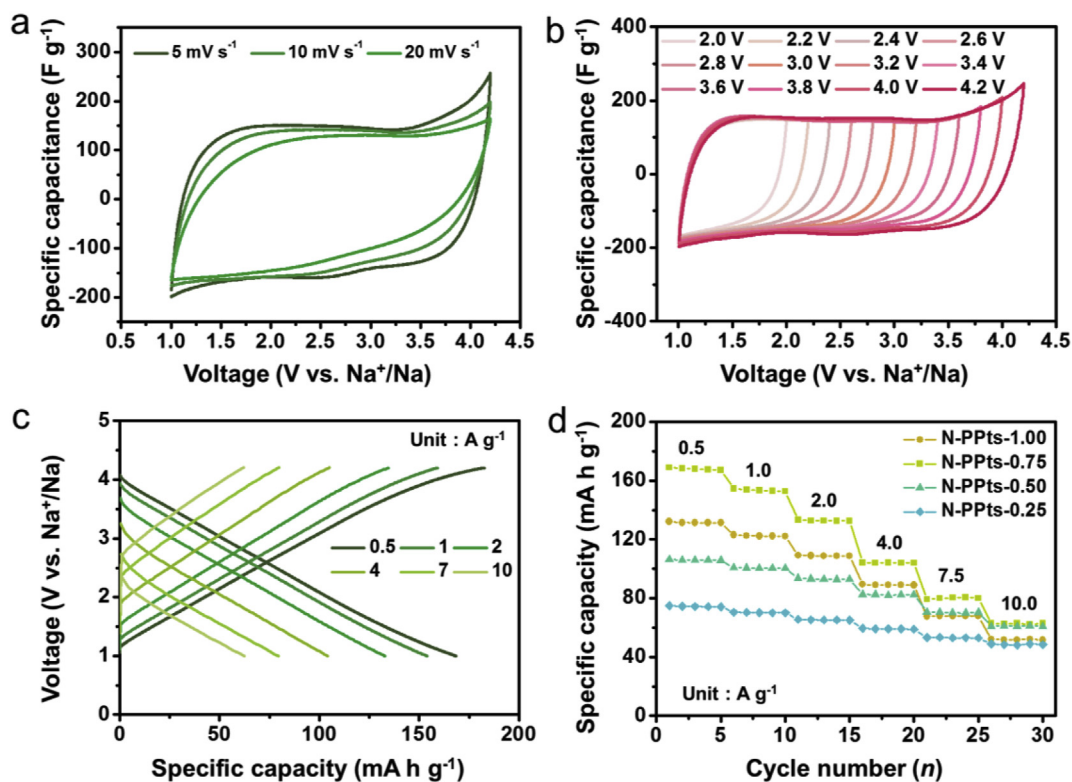 a
5 mV s⁻¹ 10 mV s⁻¹ 20 mV s⁻¹
Specific capacitance (F g⁻¹)
300
200
100
0
-100
-200
0.5 1.0 1.5 2.0 2.5 3.0 3.5 4.0 4.5
Voltage (V vs. Na⁺/Na)
b
2.0 V 2.2 V 2.4 V 2.6 V
2.8 V 3.0 V 3.2 V 3.4 V
3.6 V 3.8 V 4.0 V 4.2 V
Specific capacitance (F g⁻¹)
400
200
0
-200
-400
1.0 1.5 2.0 2.5 3.0 3.5 4.0 4.5
Voltage (V vs. Na⁺/Na)
c
Unit : A g⁻¹
0.5 1 2
4 7 10
Voltage (V vs. Na⁺/Na)
5
4
3
2
1
0
0 50 100 150 200
Specific capacity (mA h g⁻¹)
d
N-PPts-1.00
N-PPts-0.75
N-PPts-0.50
N-PPts-0.25
0.5
1.0
2.0
4.0
7.5
10.0
Unit : A g⁻¹
Specific capacity (mA h g⁻¹)
200
160
120
80
40
0
0 5 10 15 20 25 30
Cycle number (n)